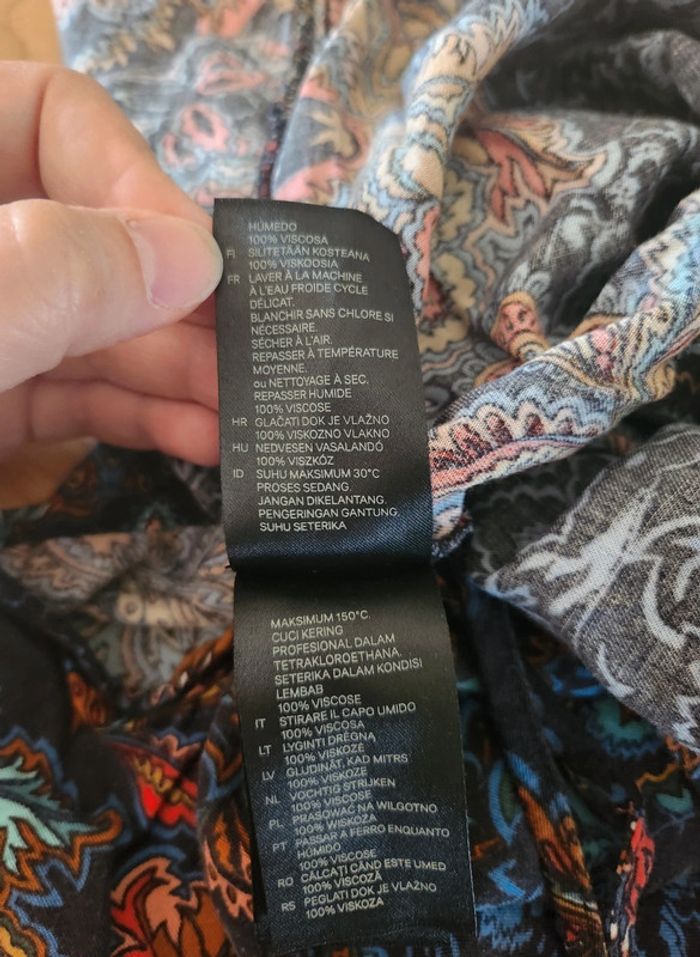 HÚMEDO
100% VISCOSA
FI SILITETÄÄN KOSTEANA
100% VISKOOSIA
FR LAVER À LA MACHINE
À L'EAU FROIDE CYCLE
DÉLICAT.
BLANCHIR SANS CHLORE SI
NÉCESSAIRE.
SÉCHER À L'AIR.
REPASSER À TEMPÉRATURE
MOYENNE.
ou NETTOYAGE À SEC.
REPASSER HUMIDE
100% VISCOSE
HR GLAČATI DOK JE VLAŽNO
100% VISKOZNO VLAKNO
HU NEDVESEN VASALANDÓ
100% VISZKÓZ
ID SUHU MAKSIMUM 30°C
PROSES SEDANG.
JANGAN DIKELANTANG.
PENGERINGAN GANTUNG.
SUHU SETERIKA
MAKSIMUM 150°C.
CUCI KERING
PROFESIONAL DALAM
TETRAKLOROETHANA.
SETERIKA DALAM KONDISI
LEMBAB
100% VISCOSE
IT STIRARE IL CAPO UMIDO
100% VISCOSA
LT LYGINTI DRĖGNĄ
100% VISKOZĖ
LV GLUDINĀT, KAD MITRS
100% VISKOZE
NL VOCHTIG STRIJKEN
100% VISCOSE
PL PRASOWAĆ NA WILGOTNO
100% WISKOZA
PT PASSAR A FERRO ENQUANTO
HÚMIDO
100% VISCOSE
RO CĂLCAȚI CÂND ESTE UMED
100% VISCOZĂ
RS PEGLATI DOK JE VLAŽNO
100% VISKOZA